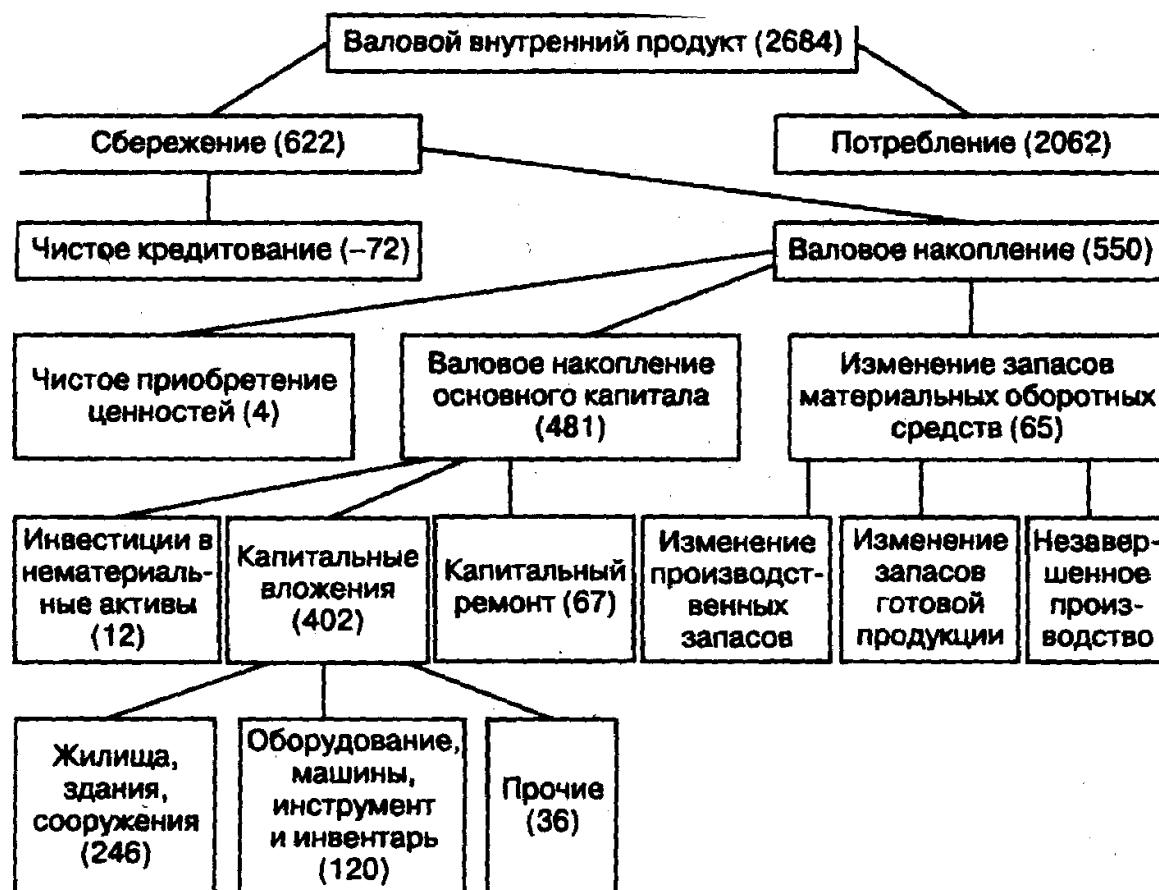 Валовой внутренний продукт (2684)
Сбережение (622)
Потребление (2062)
Чистое кредитование (–72)
Валовое накопление (550)
Чистое приобретение
ценностей (4)
Валовое накопление
основного капитала
(481)
Изменение запасов
материальных оборотных
средств (65)
Инвестиции в
нематериаль-
ные активы
(12)
Капитальные
вложения
(402)
Капитальный
ремонт (67)
Изменение
производст-
венных
запасов
Изменение
запасов
готовой
продукции
Незавер-
шенное
произ-
водство
Жилища,
здания,
сооружения
(246)
Оборудование,
машины,
инструмент
и инвентарь
(120)
Прочие
(36)